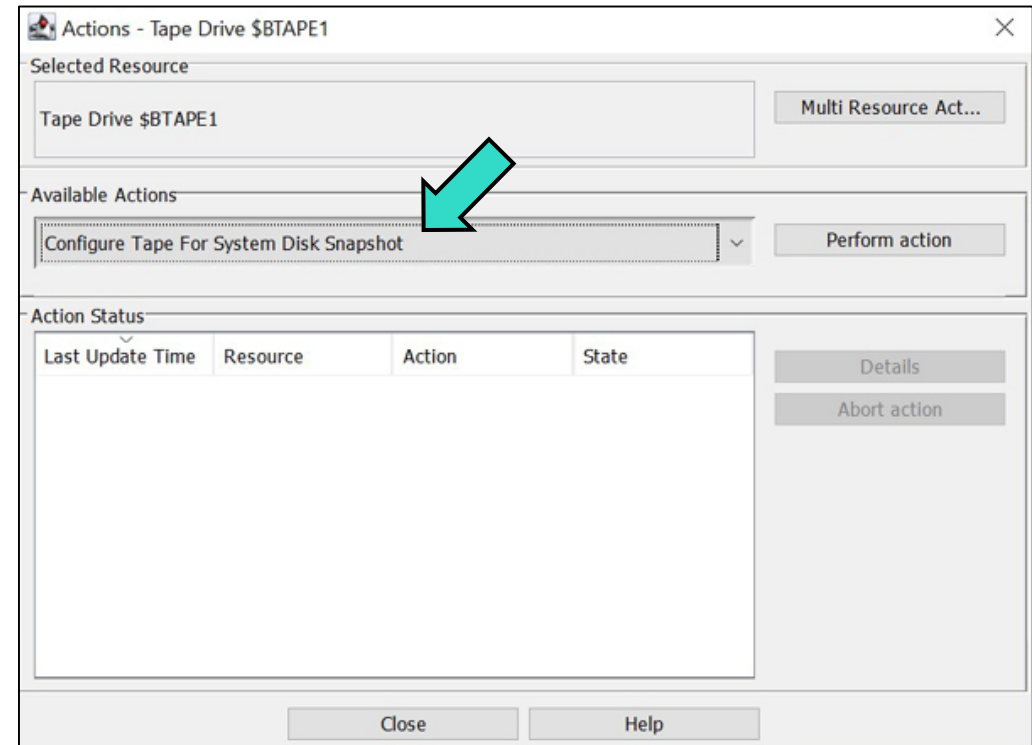 Actions - Tape Drive $BTAPE1
Selected Resource
Tape Drive $BTAPE1
Multi Resource Act...
Available Actions
Configure Tape For System Disk Snapshot
Perform action
Action Status
Last Update Time Resource Action State
Details
Abort action
Close Help